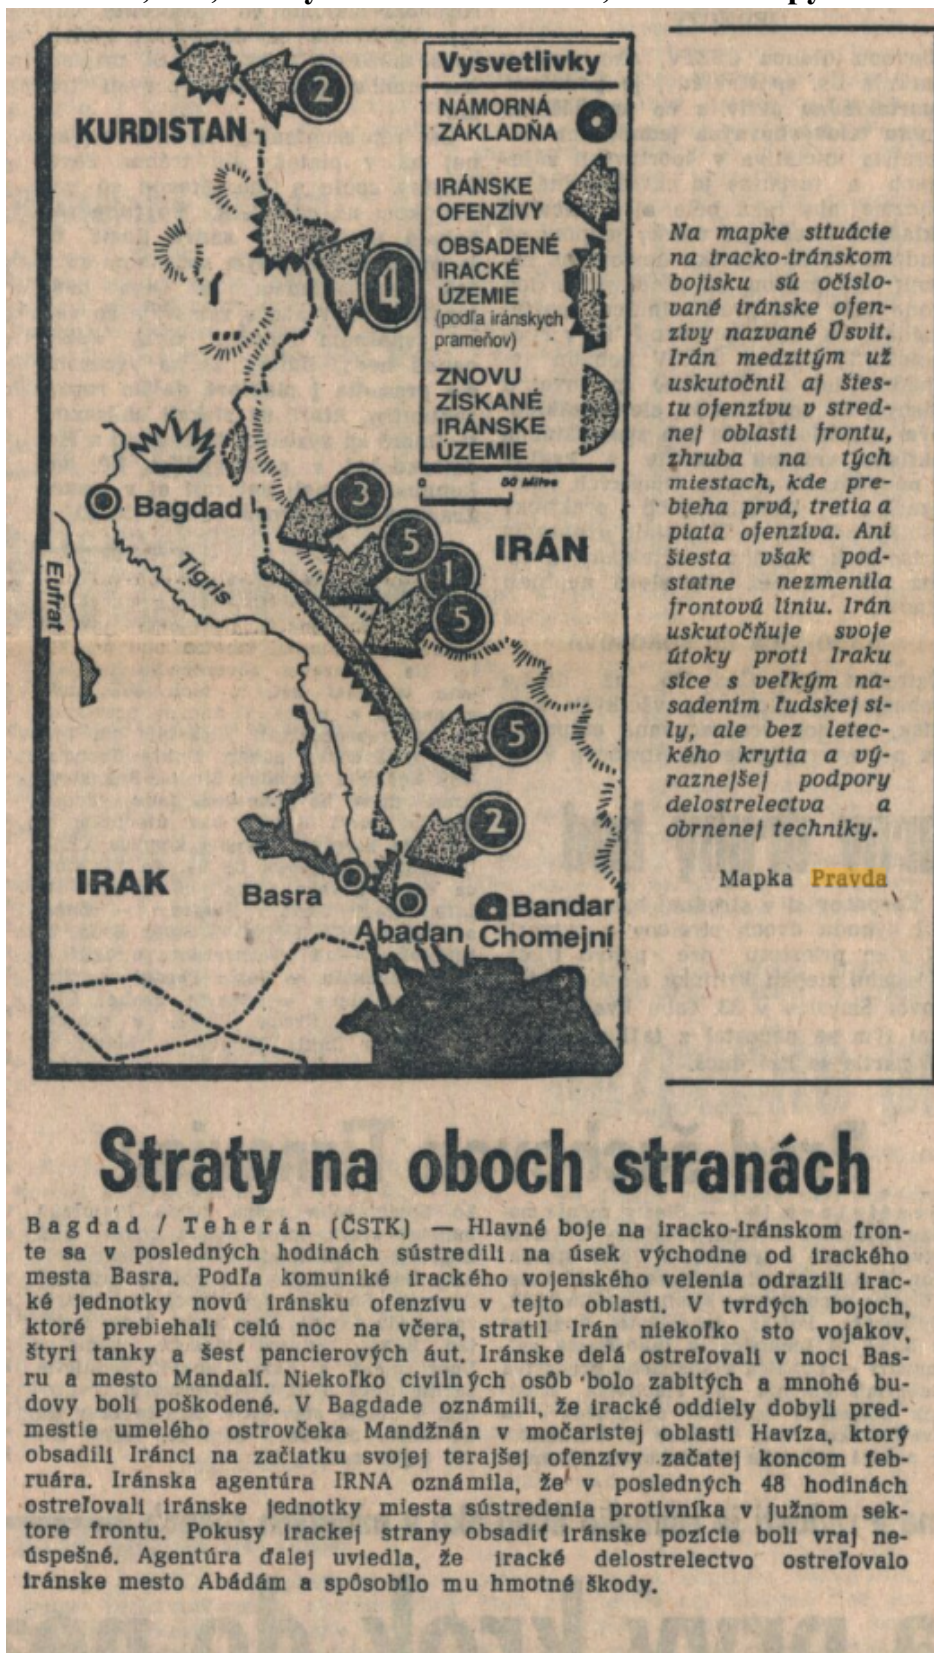 KURDISTAN
2
4
Bagdad
Tigris
Eufrat
3
5
1
5
IRÁN
5
2
IRAK
Basra
Abadan
Bandar
Chomejní
Vysvetlivky
NÁMORNÁ
ZÁKLADŇA
IRÁNSKE
OFENZÍVY
OBSADENÉ
IRACKÉ
ÚZEMIE
(podľa iránskych
prameňov)
ZNOVU
ZÍSKANÉ
IRÁNSKE
ÚZEMIE
0 50 Miles
Na mapke situácie
na iracko-iránskom
bojisku sú očíslo-
vané iránske ofen-
zívy nazvané Úsvit.
Irán medzitým už
uskutočnil aj šies-
tu ofenzívu v stred-
nej oblasti frontu,
zhruba na tých
miestach, kde pre-
bieha prvá, tretia a
piata ofenzíva. Ani
šiesta však pod-
statne nezmenila
frontovú líniu. Irán
uskutočňuje svoje
útoky proti Iraku
síce s veľkým na-
sadením ľudskej si-
ly, ale bez letec-
kého krytia a vý-
raznejšej podpory
delostrelectva a
obrnenej techniky.
Mapka Pravda
Straty na oboch stranách
Bagdad / Teherán (ČSTK) — Hlavné boje na iracko-iránskom fron-
te sa v posledných hodinách sústredili na úsek východne od irackého
mesta Basra. Podľa komuniké irackého vojenského velenia odrazili irac-
ké jednotky novú iránsku ofenzívu v tejto oblasti. V tvrdých bojoch,
ktoré prebiehali celú noc na včera, stratil Irán niekoľko sto vojakov,
štyri tanky a šesť pancierových áut. Iránske delá ostreľovali v noci Bas-
ru a mesto Mandalí. Niekoľko civilných osôb bolo zabitých a mnohé bu-
dovy boli poškodené. V Bagdade oznámili, že iracké oddiely dobyli pred-
mestie umelého ostrovčeka Mandžnán v močaristej oblasti Havíza, ktorý
obsadili Iránci na začiatku svojej terajšej ofenzívy začatej koncom feb-
ruára. Iránska agentúra IRNA oznámila, že v posledných 48 hodinách
ostreľovali iránske jednotky miesta sústredenia protivníka v južnom sek-
tore frontu. Pokusy irackej strany obsadiť iránske pozície boli vraj ne-
úspešné. Agentúra ďalej uviedla, že iracké delostrelectvo ostreľovalo
iránske mesto Abádám a spôsobilo mu hmotné škody.